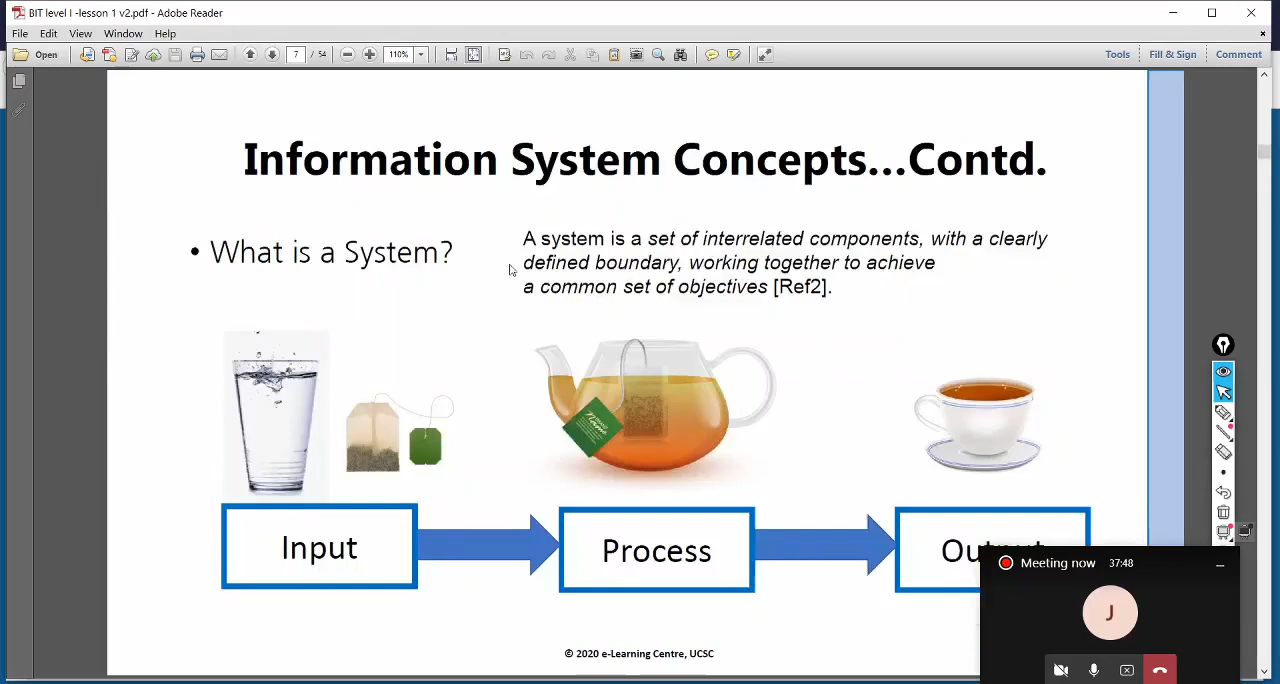 BIT level I -lesson 1 v2.pdf - Adobe Reader
File Edit View Window Help
Open 7 / 54 110% Tools Fill & Sign Comment
Information System Concepts...Contd.
• What is a System?
A system is a set of interrelated components, with a clearly
defined boundary, working together to achieve
a common set of objectives [Ref2].
Input
Process
Meeting now 37:48
J
© 2020 e-Learning Centre, UCSC